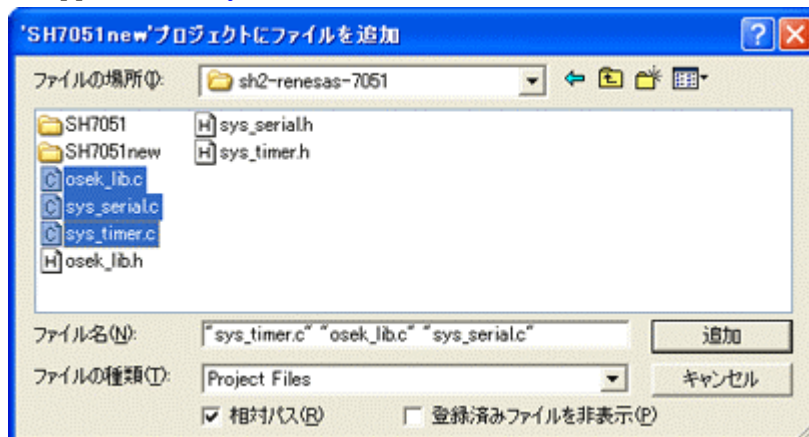 'SH7051new'プロジェクトにファイルを追加
ファイルの場所(I):
sh2-renesas-7051
SH7051
SH7051new
osek_lib.c
sys_serial.c
sys_timer.c
osek_lib.h
sys_serial.h
sys_timer.h
ファイル名(N):
"sys_timer.c" "osek_lib.c" "sys_serial.c"
追加
ファイルの種類(T):
Project Files
キャンセル
相対パス(R)
登録済みファイルを非表示(P)